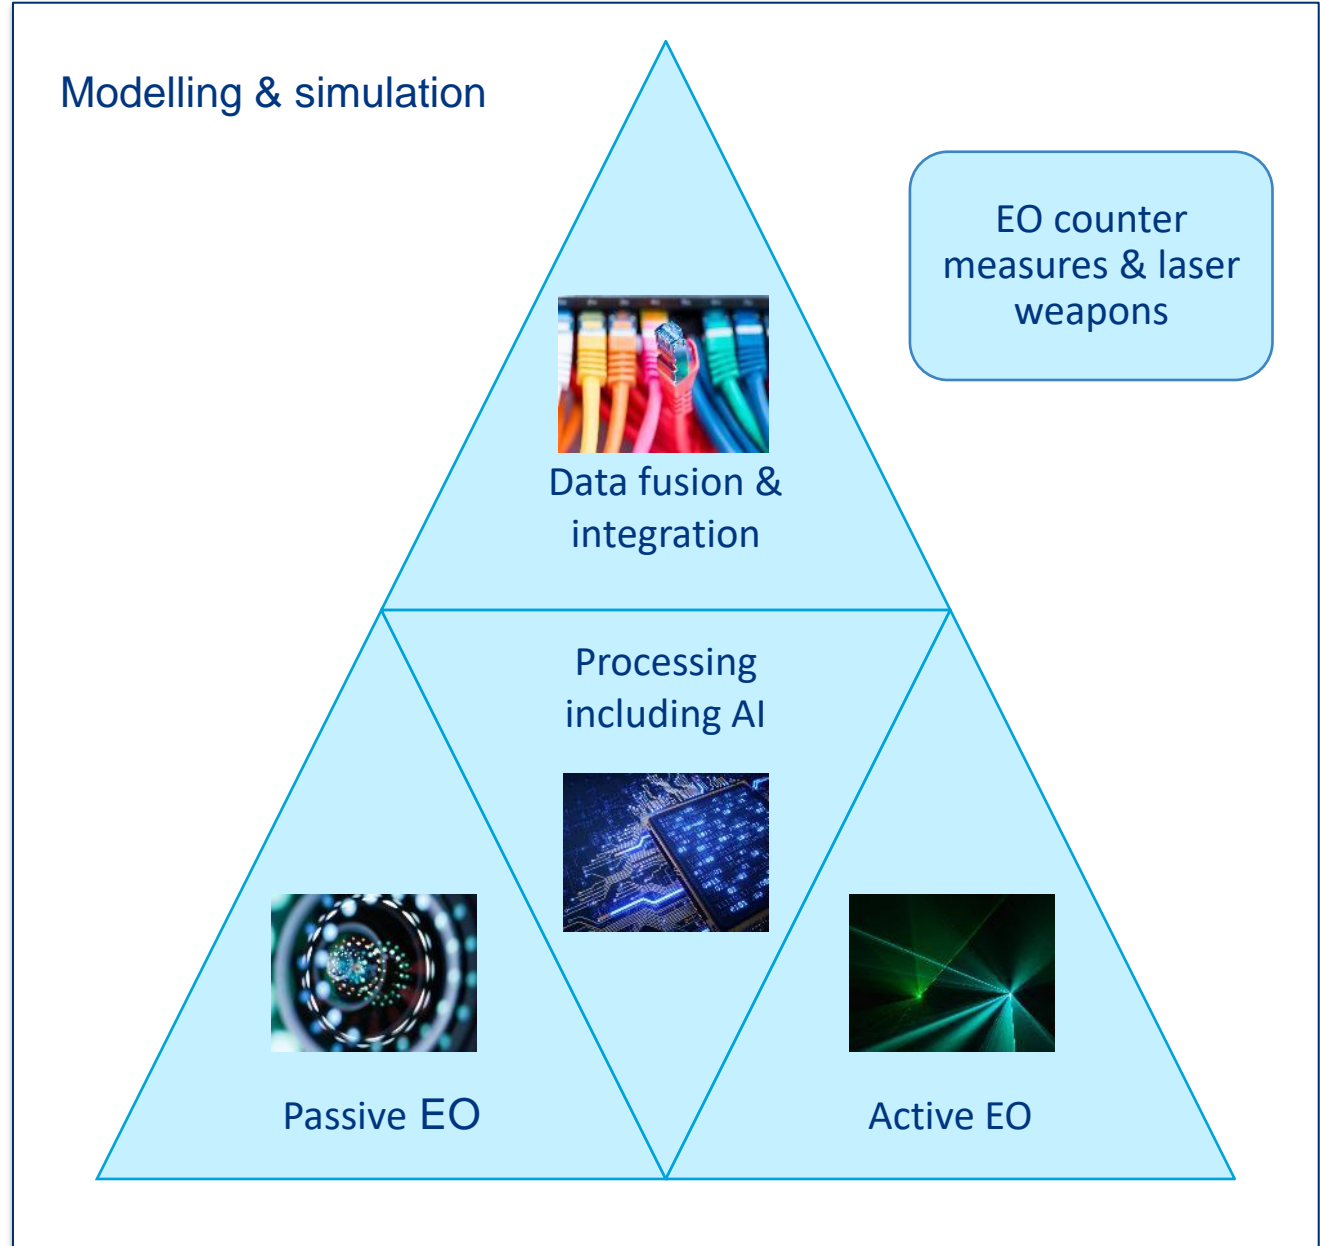 Modelling & simulation
EO counter
measures & laser
weapons
Data fusion &
integration
Processing
including AI
Passive EO
Active EO